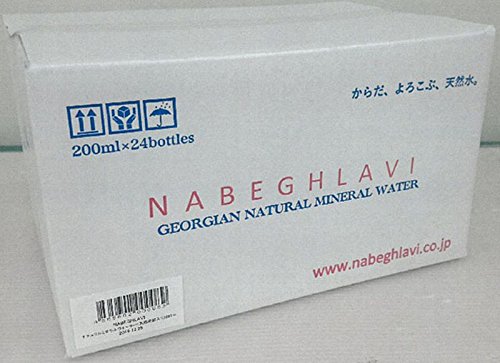 からだ、よろこぶ、天然水。
200ml×24bottles
NABEGHLAVI
GEORGIAN NATURAL MINERAL WATER
www.nabeghlavi.co.jp
NABEGHLAVI